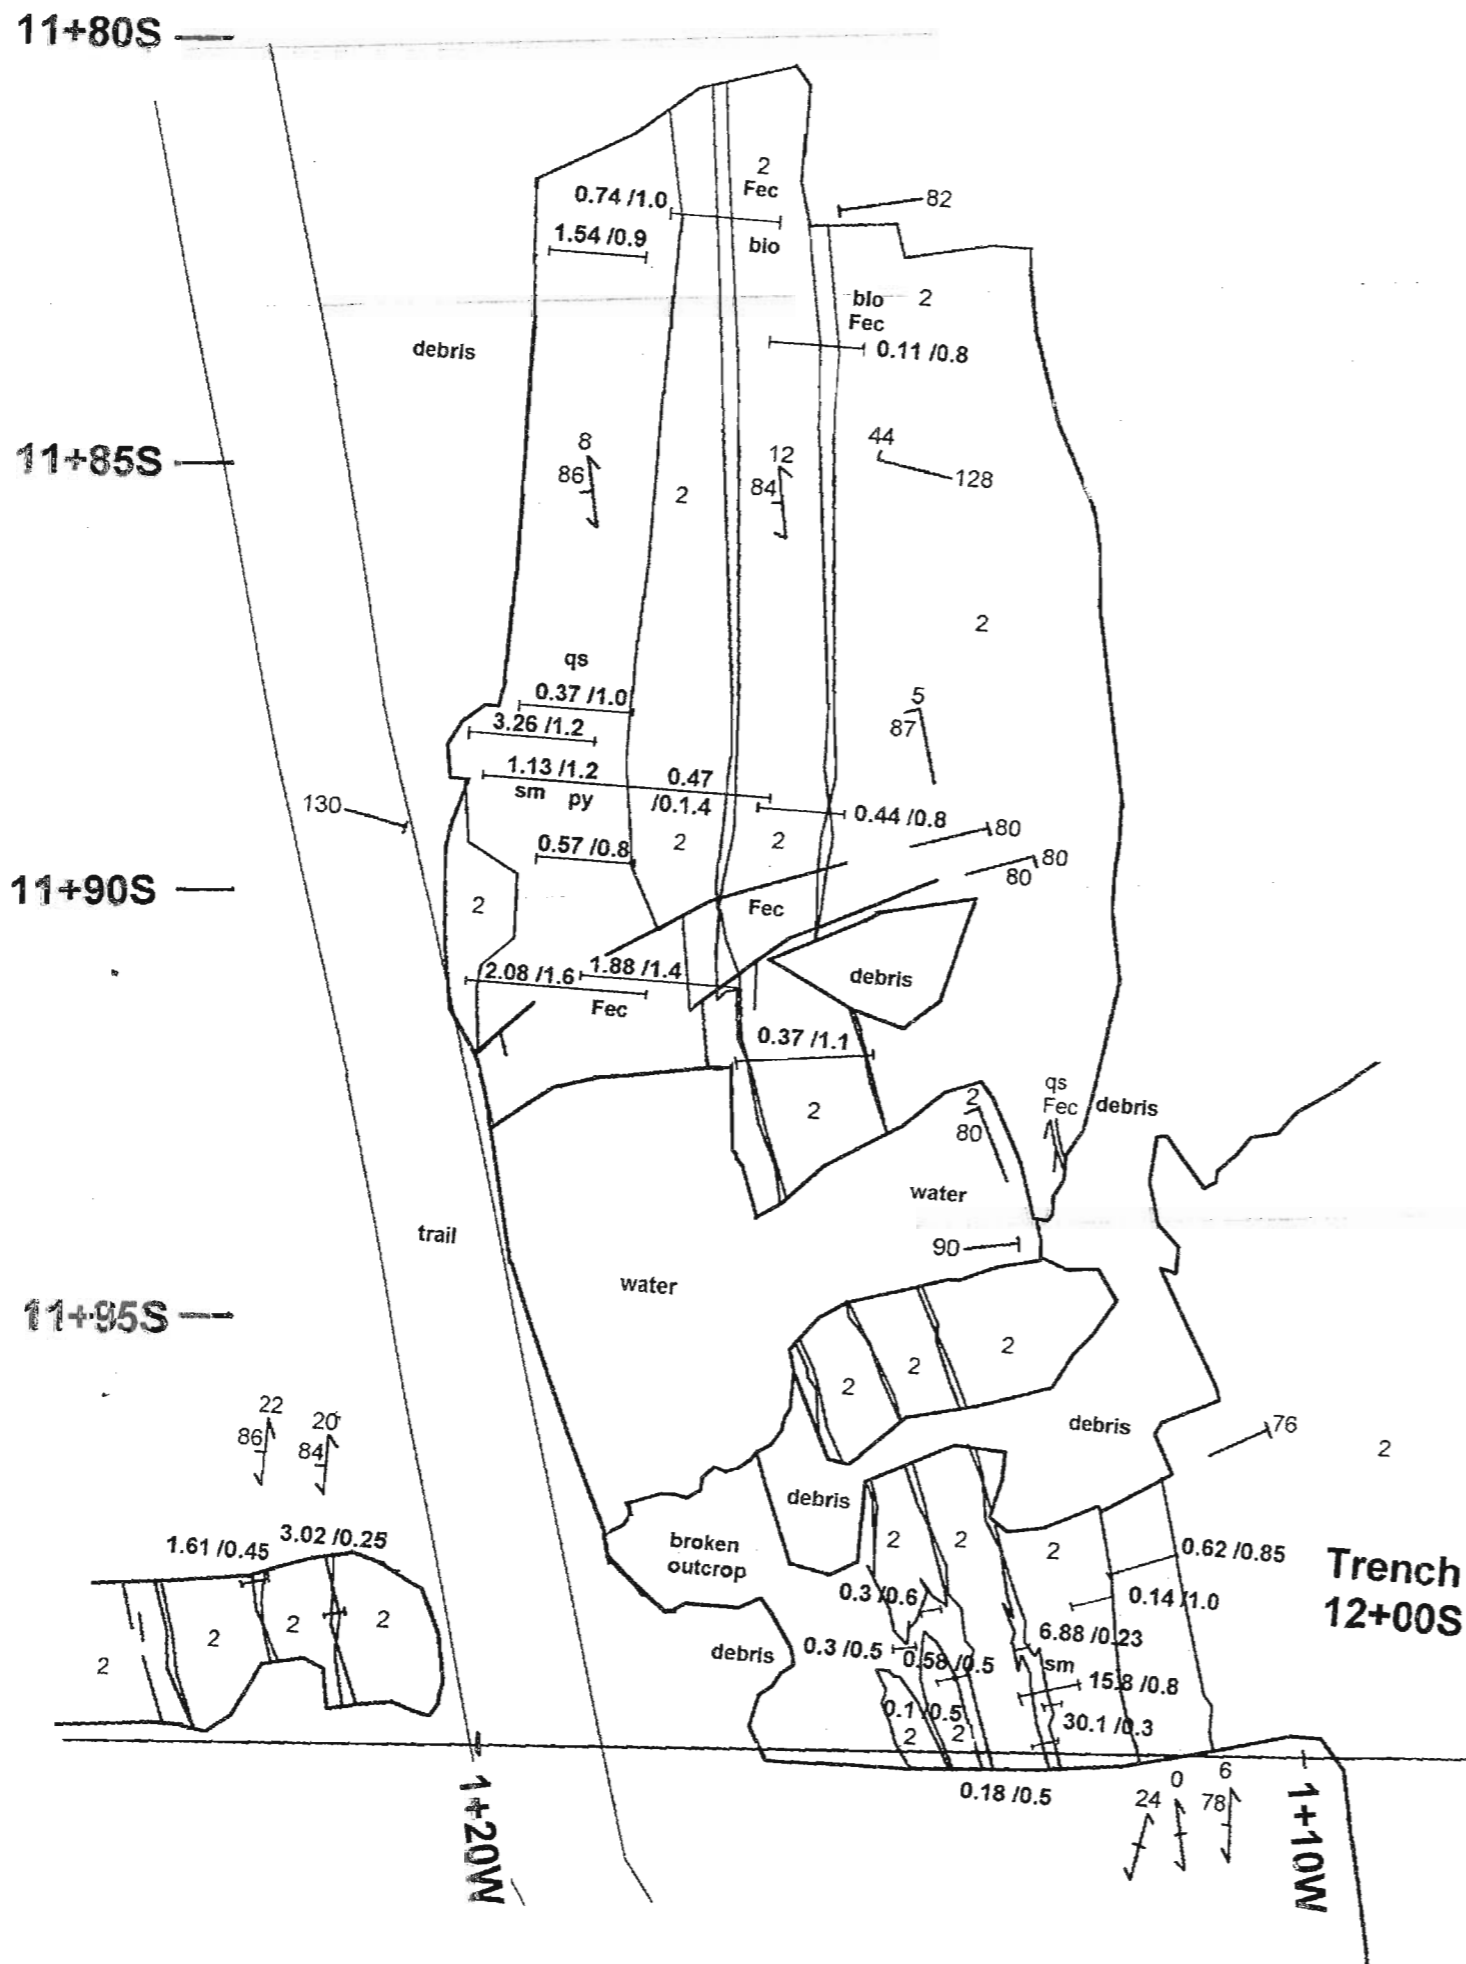 11+80S
2
Fec
0.74 /1.0
82
1.54 /0.9
bio
bio 2
Fec
debris
0.11 /0.8
8
44
12
11+85S
86
84
128
2
2
qs
0.37 /1.0
5
3.26 /1.2
87
1.13 /1.2
0.47
sm py
/0.1.4
130
0.44 /0.8
80
0.57 /0.8
2
2
80
80
11+90S
2
Fec
2.08 /1.6
1.88 /1.4
debris
Fec
0.37 /1.1
qs
Fec
debris
2
2
80
water
trail
90
water
11+95S
2
2
2
22
20
86
84
debris
76
2
debris
1.61 /0.45
3.02 /0.25
broken
outcrop
2
2
2
0.62 /0.85
Trench
12+00S
0.3 /0.6
0.14 /1.0
2
2
2
2
6.88 /0.23
debris
0.3 /0.5
0.58 /0.5
sm
15.8 /0.8
0.1 /0.5
30.1 /0.3
2
2
0.18 /0.5
24
0
6
78
1+20W
1+10W